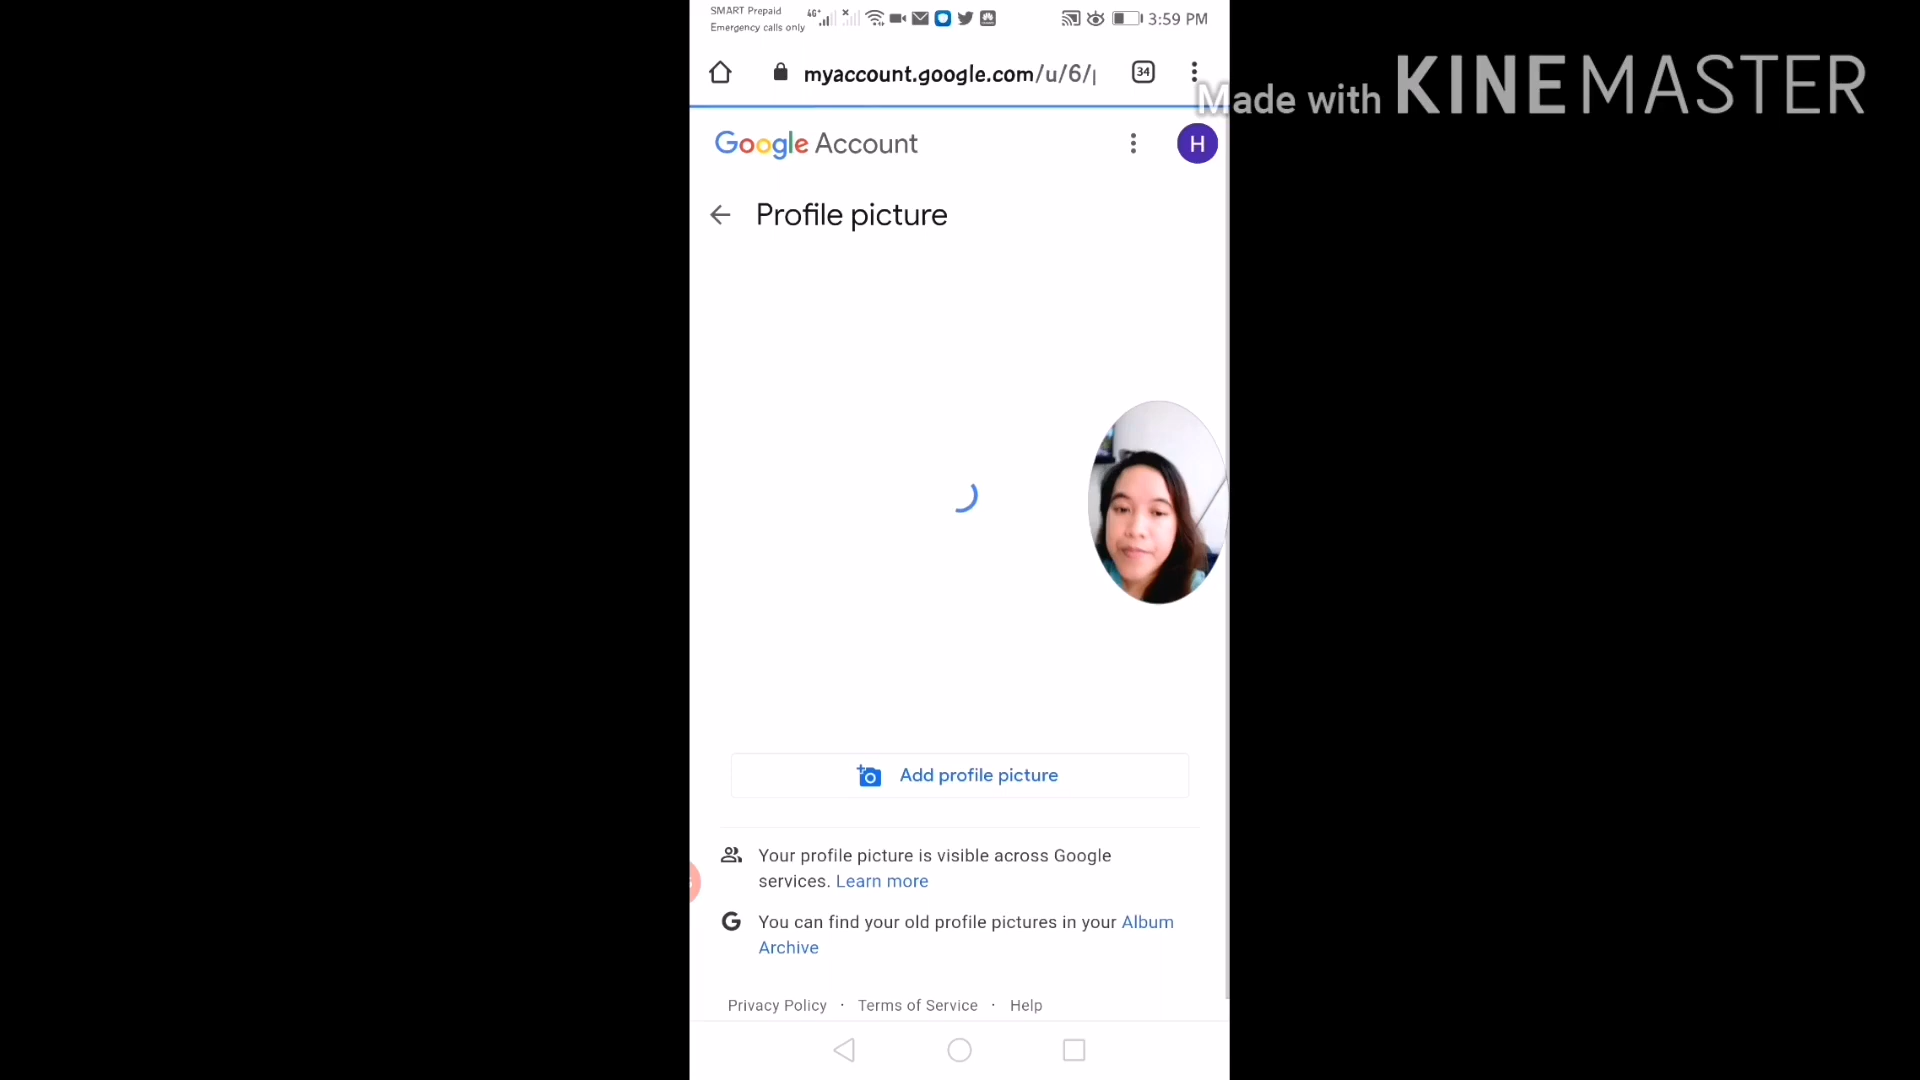 SMART Prepaid
Emergency calls only
4G+
3:59 PM
myaccount.google.com/u/6/
34
Made with KINEMASTER
Google Account
H
Profile picture
Add profile picture
Your profile picture is visible across Google
services. Learn more
G
You can find your old profile pictures in your Album
Archive
Privacy Policy · Terms of Service · Help